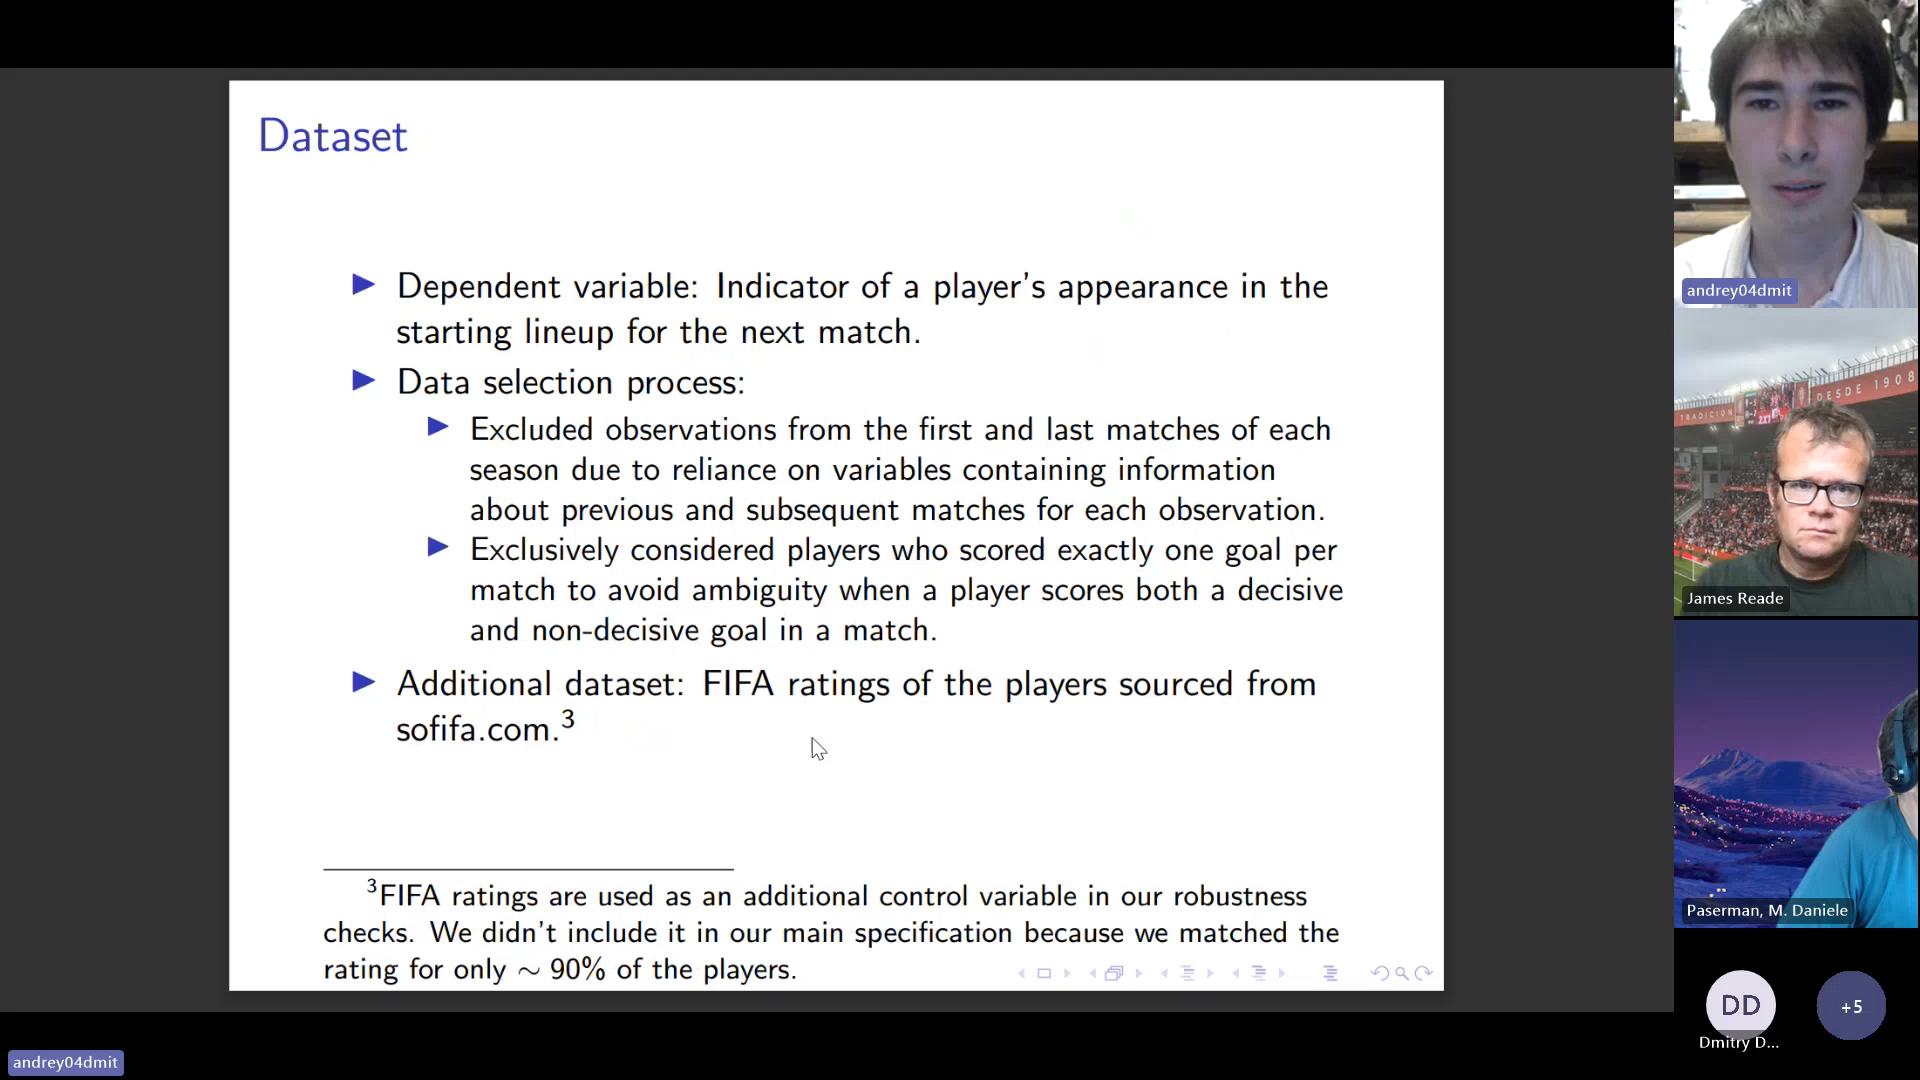 Dataset
Dependent variable: Indicator of a player's appearance in the
starting lineup for the next match.
Data selection process:
Excluded observations from the first and last matches of each
season due to reliance on variables containing information
about previous and subsequent matches for each observation.
Exclusively considered players who scored exactly one goal per
match to avoid ambiguity when a player scores both a decisive
and non-decisive goal in a match.
Additional dataset: FIFA ratings of the players sourced from
sofifa.com.3
3FIFA ratings are used as an additional control variable in our robustness
checks. We didn't include it in our main specification because we matched the
rating for only ~ 90% of the players.
andrey04dmit
TRADICION
DESDE 1908
James Reade
Paserman, M. Daniele
DD
Dmitry D...
+5
andrey04dmit